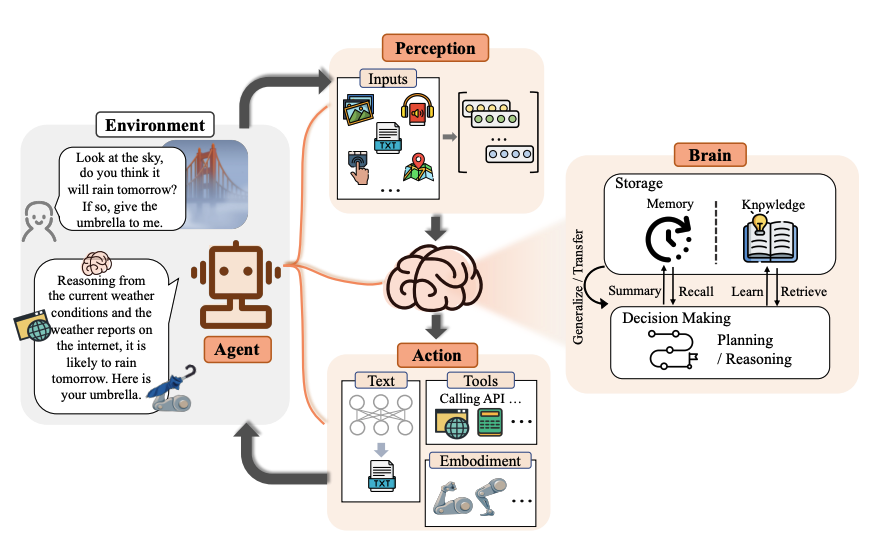 Perception
Inputs
TXT
...
...
Environment
Look at the sky,
do you think it
will rain tomorrow?
If so, give the
umbrella to me.
Reasoning from
the current weather
conditions and the
weather reports on
the internet, it is
likely to rain
tomorrow. Here is
your umbrella.
Agent
Action
Text
TXT
Tools
Calling API ...
...
Embodiment
...
Brain
Storage
Memory
Knowledge
Generalize / Transfer
Summary
Recall
Learn
Retrieve
Decision Making
Planning
/ Reasoning